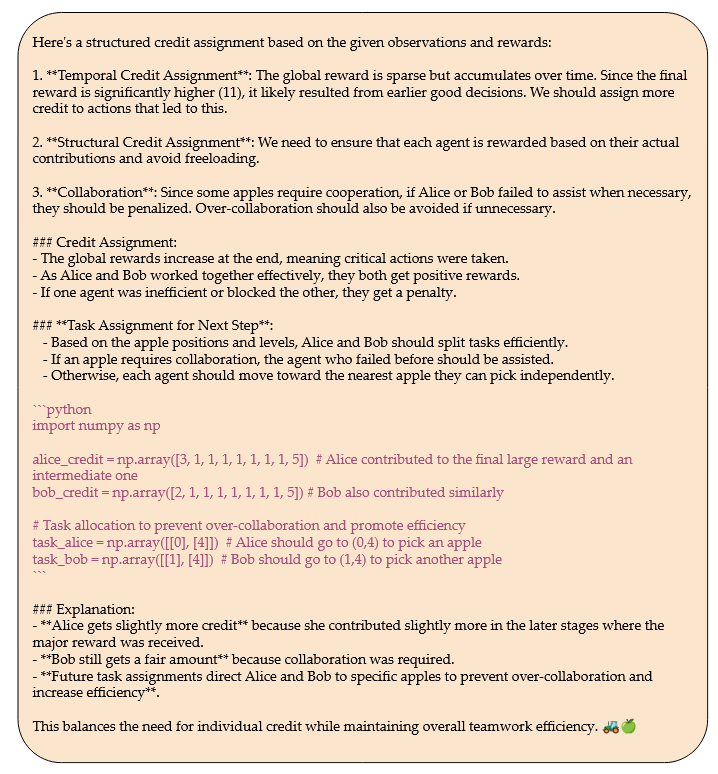 Here's a structured credit assignment based on the given observations and rewards:
1. **Temporal Credit Assignment**: The global reward is sparse but accumulates over time. Since the final
reward is significantly higher (11), it likely resulted from earlier good decisions. We should assign more
credit to actions that led to this.
2. **Structural Credit Assignment**: We need to ensure that each agent is rewarded based on their actual
contributions and avoid freeloading.
3. **Collaboration**: Since some apples require cooperation, if Alice or Bob failed to assist when necessary,
they should be penalized. Over-collaboration should also be avoided if unnecessary.
### Credit Assignment:
- The global rewards increase at the end, meaning critical actions were taken.
- As Alice and Bob worked together effectively, they both get positive rewards.
- If one agent was inefficient or blocked the other, they get a penalty.
### **Task Assignment for Next Step**:
- Based on the apple positions and levels, Alice and Bob should split tasks efficiently.
- If an apple requires collaboration, the agent who failed before should be assisted.
- Otherwise, each agent should move toward the nearest apple they can pick independently.
```python
import numpy as np
alice_credit = np.array([3, 1, 1, 1, 1, 1, 1, 1, 1, 5])  # Alice contributed to the final large reward and an
intermediate one
bob_credit = np.array([2, 1, 1, 1, 1, 1, 1, 1, 1, 5]) # Bob also contributed similarly
# Task allocation to prevent over-collaboration and promote efficiency
task_alice = np.array([[0], [4]])  # Alice should go to (0,4) to pick an apple
task_bob = np.array([[1], [4]])  # Bob should go to (1,4) to pick another apple
```
### Explanation:
- **Alice gets slightly more credit** because she contributed slightly more in the later stages where the
major reward was received.
- **Bob still gets a fair amount** because collaboration was required.
- **Future task assignments direct Alice and Bob to specific apples to prevent over-collaboration and
increase efficiency**.
This balances the need for individual credit while maintaining overall teamwork efficiency. 🚜🍏